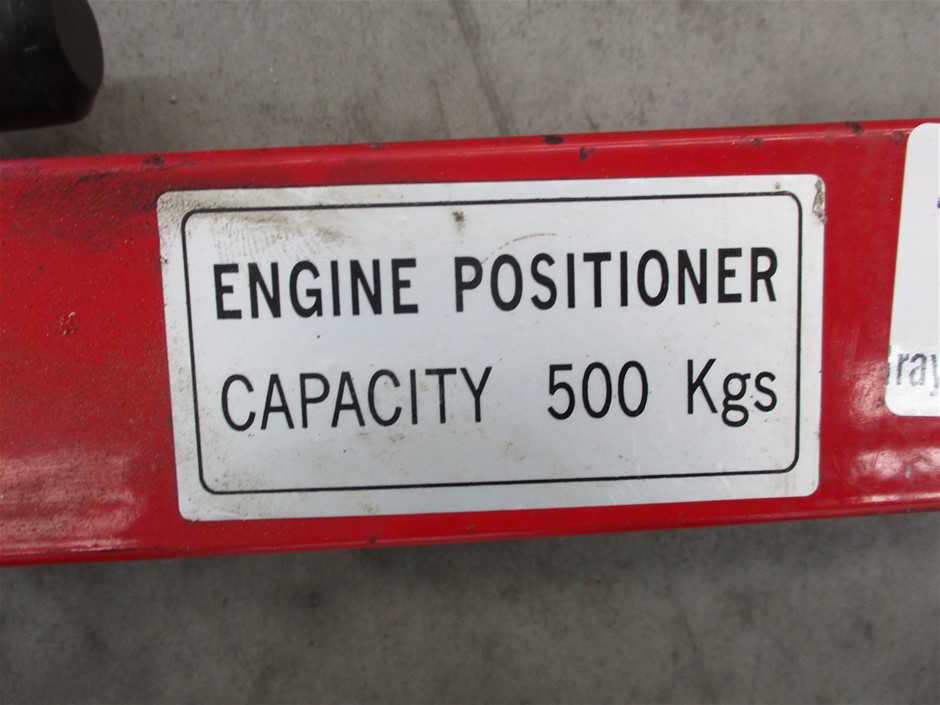 ENGINE POSITIONER
CAPACITY 500 Kgs